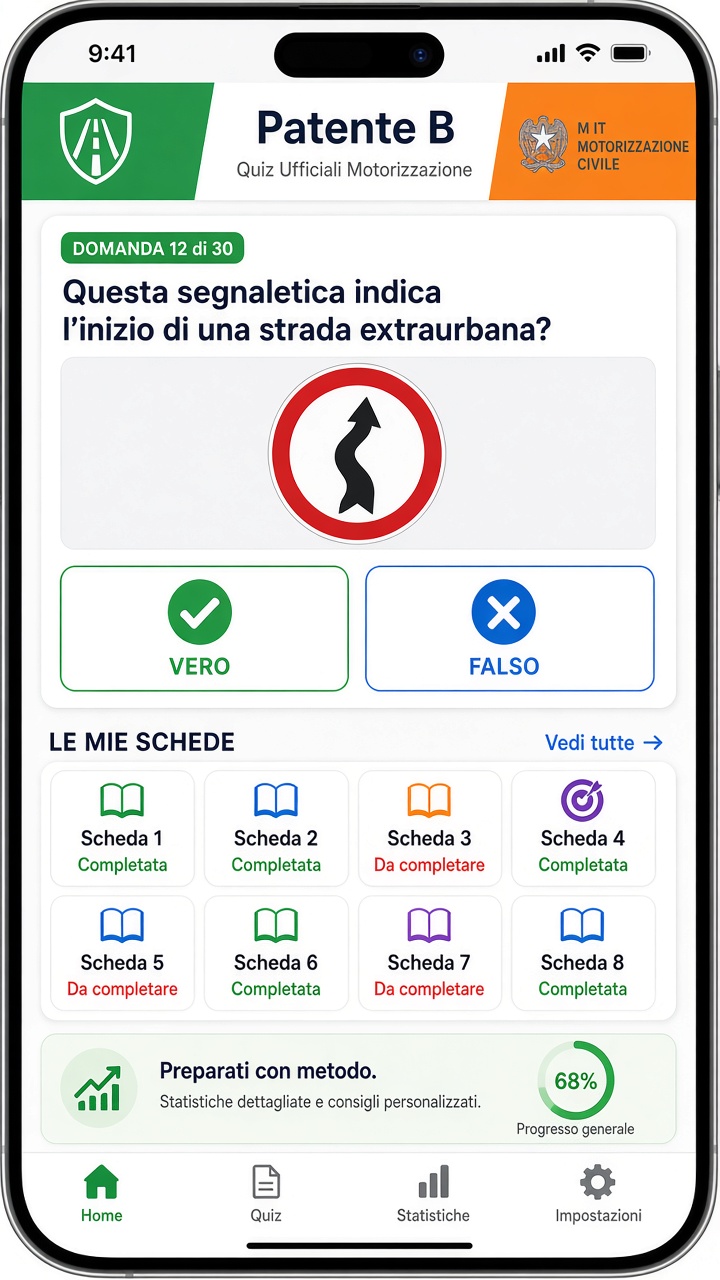 9:41
Patente B
Quiz Ufficiali Motorizzazione
M IT
MOTORIZZAZIONE
CIVILE
DOMANDA 12 di 30
Questa segnaletica indica
l’inizio di una strada extraurbana?
VERO
FALSO
LE MIE SCHEDE
Vedi tutte →
Scheda 1
Completata
Scheda 2
Completata
Scheda 3
Da completare
Scheda 4
Completata
Scheda 5
Da completare
Scheda 6
Completata
Scheda 7
Da completare
Scheda 8
Completata
Preparati con metodo.
Statistiche dettagliate e consigli personalizzati.
68%
Progresso generale
Home
Quiz
Statistiche
Impostazioni